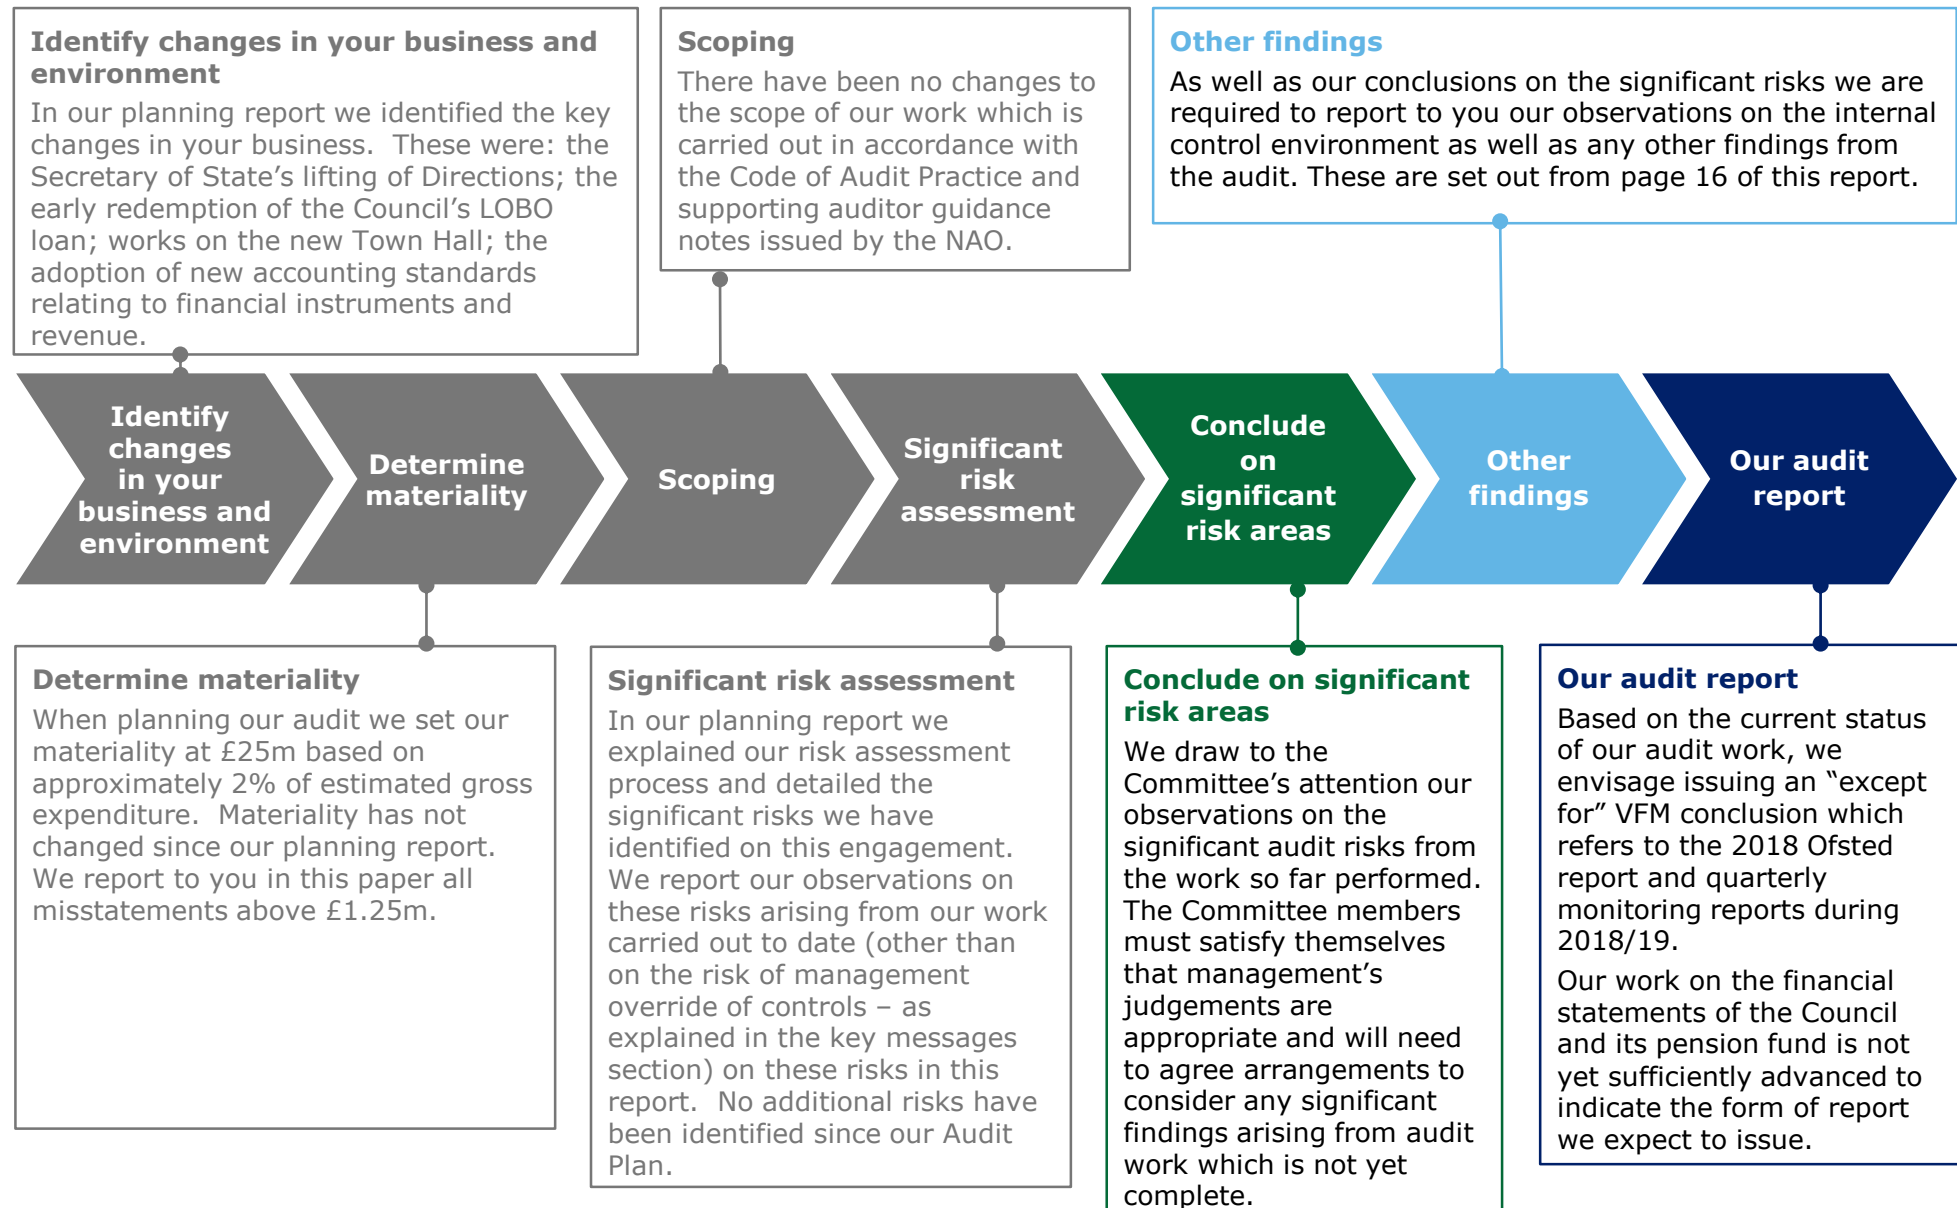 Identify changes in your business and
environment
In our planning report we identified the key
changes in your business.  These were: the
Secretary of State’s lifting of Directions; the
early redemption of the Council’s LOBO
loan; works on the new Town Hall; the
adoption of new accounting standards
relating to financial instruments and
revenue.
Scoping
There have been no changes to
the scope of our work which is
carried out in accordance with
the Code of Audit Practice and
supporting auditor guidance
notes issued by the NAO.
Other findings
As well as our conclusions on the significant risks we are
required to report to you our observations on the internal
control environment as well as any other findings from
the audit. These are set out from page 16 of this report.
Identify
changes
in your
business and
environment
Determine
materiality
Scoping
Significant
risk
assessment
Conclude
on
significant
risk areas
Other
findings
Our audit
report
Determine materiality
When planning our audit we set our
materiality at £25m based on
approximately 2% of estimated gross
expenditure.  Materiality has not
changed since our planning report.
We report to you in this paper all
misstatements above £1.25m.
Significant risk assessment
In our planning report we
explained our risk assessment
process and detailed the
significant risks we have
identified on this engagement.
We report our observations on
these risks arising from our work
carried out to date (other than
on the risk of management
override of controls – as
explained in the key messages
section) on these risks in this
report.  No additional risks have
been identified since our Audit
Plan.
Conclude on significant
risk areas
We draw to the
Committee’s attention our
observations on the
significant audit risks from
the work so far performed.
The Committee members
must satisfy themselves
that management’s
judgements are
appropriate and will need
to agree arrangements to
consider any significant
findings arising from audit
work which is not yet
complete.
Our audit report
Based on the current status
of our audit work, we
envisage issuing an “except
for” VFM conclusion which
refers to the 2018 Ofsted
report and quarterly
monitoring reports during
2018/19.
Our work on the financial
statements of the Council
and its pension fund is not
yet sufficiently advanced to
indicate the form of report
we expect to issue.